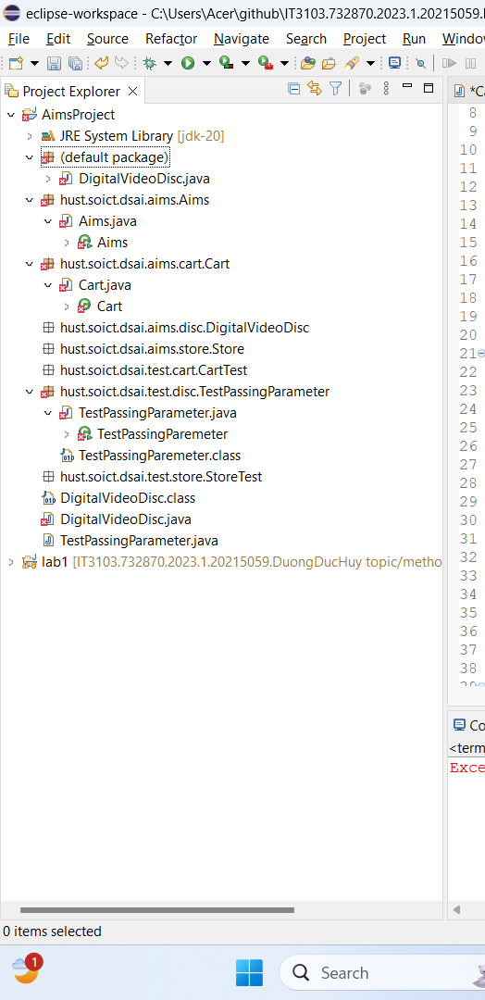 eclipse-workspace - C:\Users\Acer\github\IT3103.732870.2023.1.20215059.
File Edit Source Refactor Navigate Search Project Run Windo
Project Explorer
*C
AimsProject
JRE System Library [jdk-20]
(default package)
DigitalVideoDisc.java
hust.soict.dsai.aims.Aims
Aims.java
Aims
hust.soict.dsai.aims.cart.Cart
Cart.java
Cart
hust.soict.dsai.aims.disc.DigitalVideoDisc
hust.soict.dsai.aims.store.Store
hust.soict.dsai.test.cart.CartTest
hust.soict.dsai.test.disc.TestPassingParameter
TestPassingParameter.java
TestPassingParemeter
TestPassingParemeter.class
hust.soict.dsai.test.store.StoreTest
DigitalVideoDisc.class
DigitalVideoDisc.java
TestPassingParameter.java
lab1 [IT3103.732870.2023.1.20215059.DuongDucHuy topic/metho
8
9
10
11
12
13
14
15
16
17
18
19
20
21
22
23
24
25
26
27
28
29
30
31
32
33
34
35
36
37
38
39
Co
<term
Exce
0 items selected
1
Search